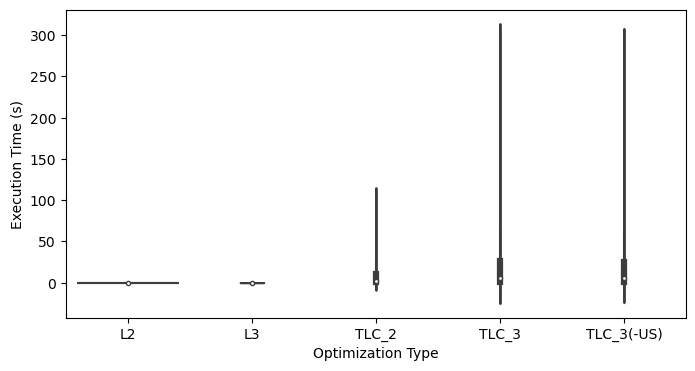 Execution Time (s)
300
250
200
150
100
50
0
L2 L3 TLC_2 TLC_3 TLC_3(-US)
Optimization Type